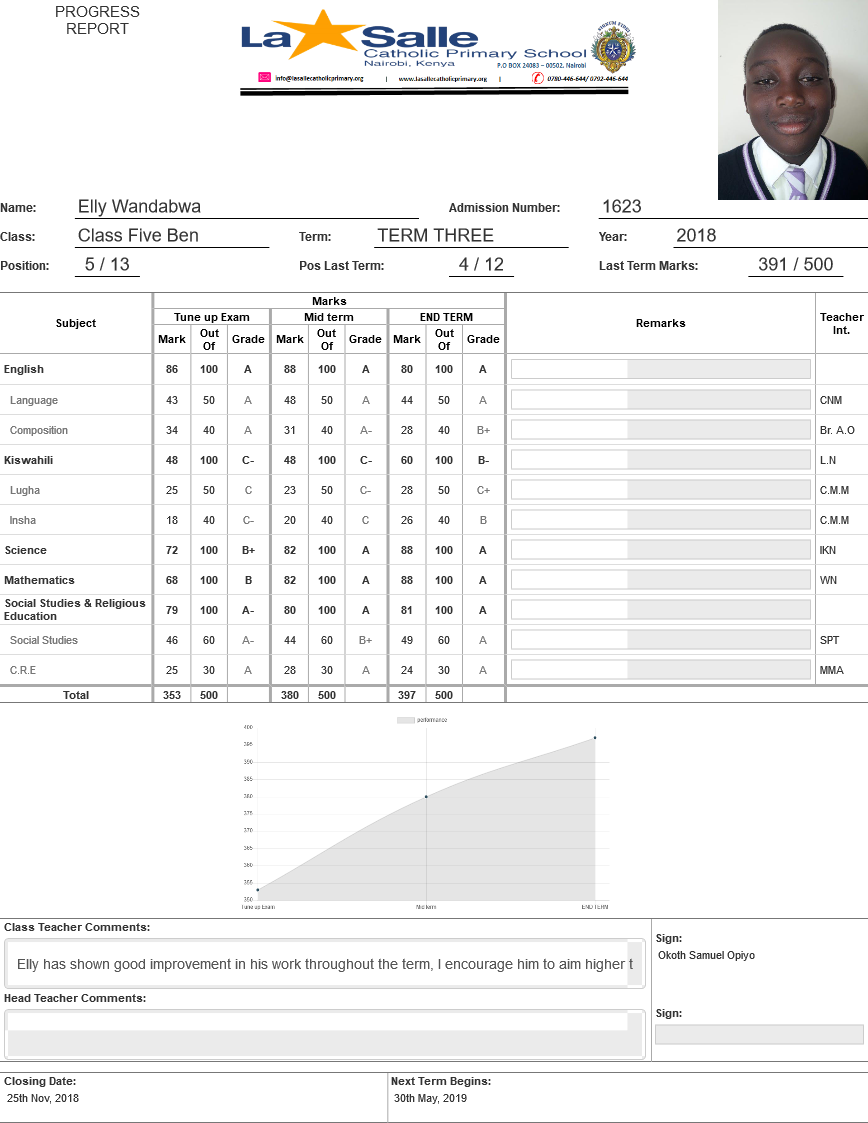 PROGRESS
REPORT
La Salle
Catholic Primary School
Nairobi, Kenya
P.O BOX 24083 – 00502, Nairobi
info@lasallecatholicprimary.org | www.lasallecatholicprimary.org | 0780-446-644/ 0792-446-644
Name: Elly Wandabwa Admission Number: 1623
Class: Class Five Ben Term: TERM THREE Year: 2018
Position: 5 / 13 Pos Last Term: 4 / 12 Last Term Marks: 391 / 500
Subject Marks Remarks Teacher Int.
Tune up Exam Mid term END TERM
Mark Out Of Grade Mark Out Of Grade Mark Out Of Grade
English 86 100 A 88 100 A 80 100 A
Language 43 50 A 48 50 A 44 50 A CNM
Composition 34 40 A 31 40 A- 28 40 B+ Br. A.O
Kiswahili 48 100 C- 48 100 C- 60 100 B- L.N
Lugha 25 50 C 23 50 C- 28 50 C+ C.M.M
Insha 18 40 C- 20 40 C 26 40 B C.M.M
Science 72 100 B+ 82 100 A 88 100 A IKN
Mathematics 68 100 B 82 100 A 88 100 A WN
Social Studies & Religious
Education 79 100 A- 80 100 A 81 100 A
Social Studies 46 60 A- 44 60 B+ 49 60 A SPT
C.R.E 25 30 A 28 30 A 24 30 A MMA
Total 353 500 380 500 397 500
performance
400
395
390
385
380
375
370
365
360
355
350
Tune up Exam Mid term END TERM
Class Teacher Comments:
Elly has shown good improvement in his work throughout the term, I encourage him to aim higher t
Sign:
Okoth Samuel Opiyo
Head Teacher Comments:
Sign:
Closing Date: Next Term Begins:
25th Nov, 2018 30th May, 2019